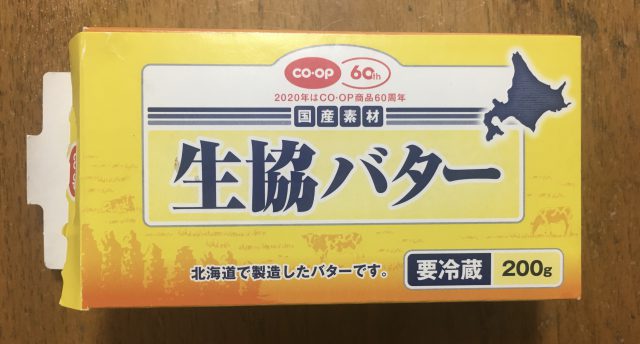 CO·OP 60th
2020年はCO·OP商品60周年
国産素材
生協バター
北海道で製造したバターです。
要冷蔵 200g
CO·OP